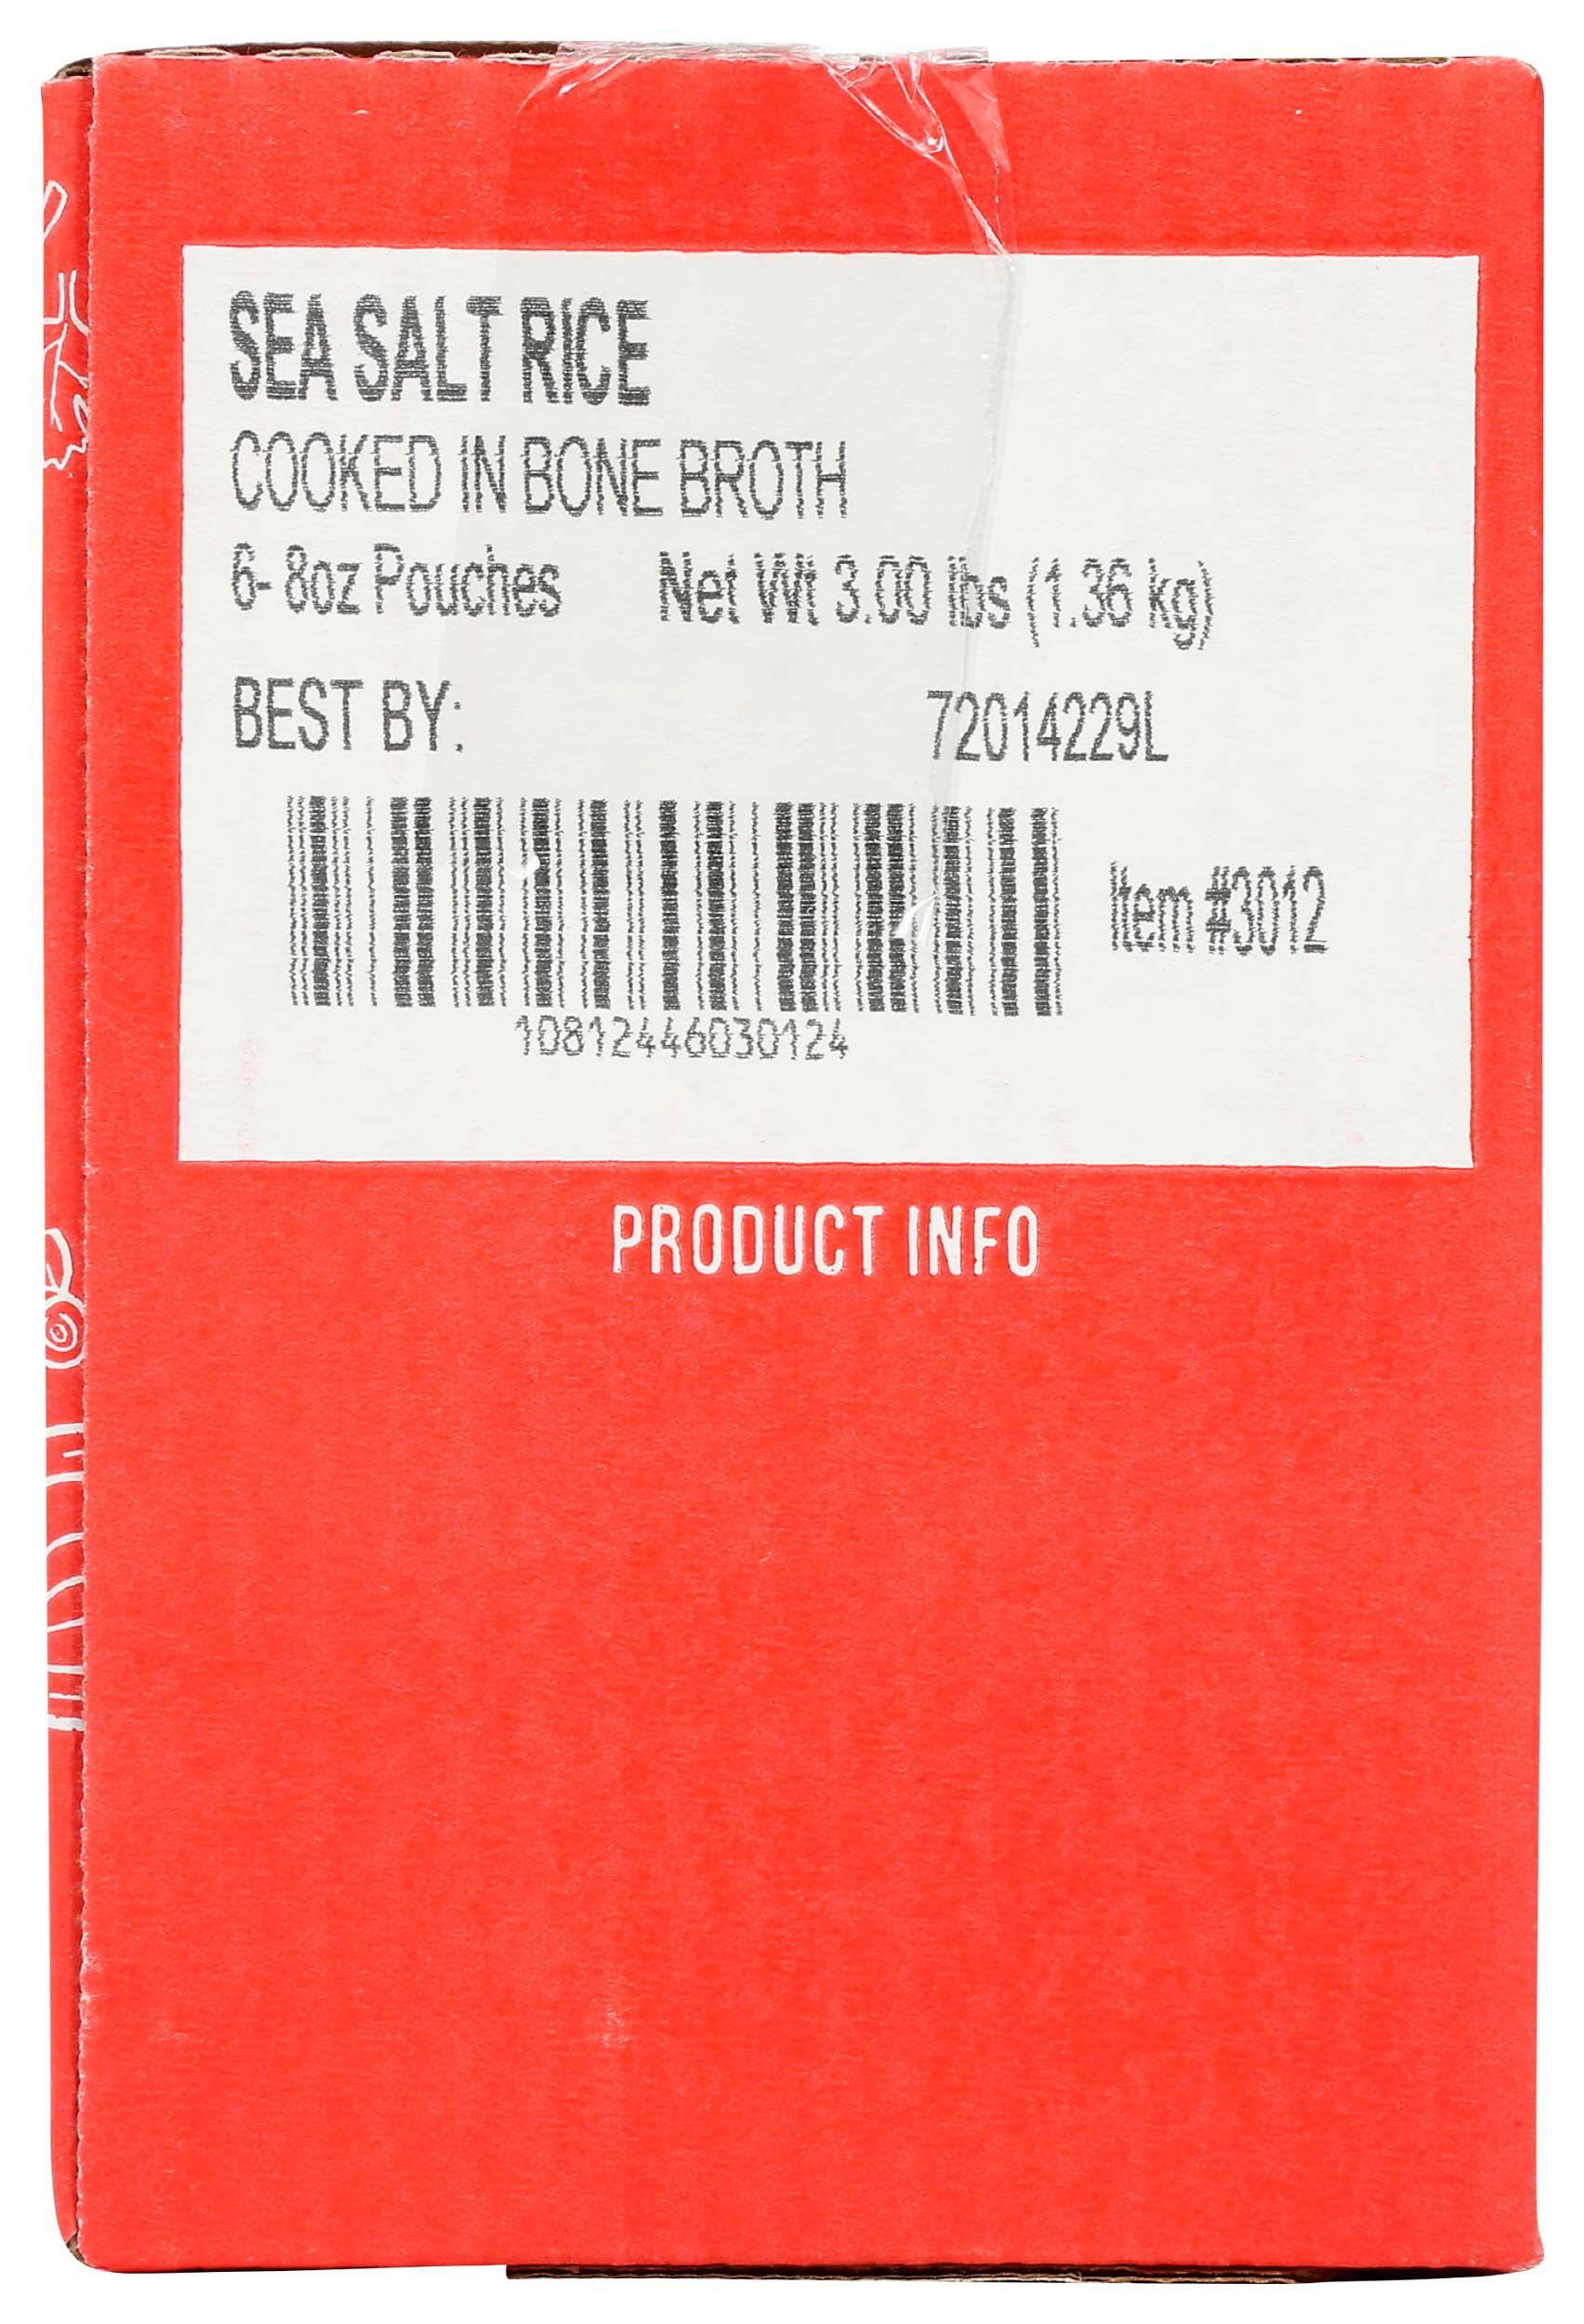 SEA SALT RICE
COOKED IN BONE BROTH
6- 8oz Pouches Net Wt 3.00 lbs (1.36 kg)
BEST BY: 72014229L
Item #3012
10812446030124
PRODUCT INFO